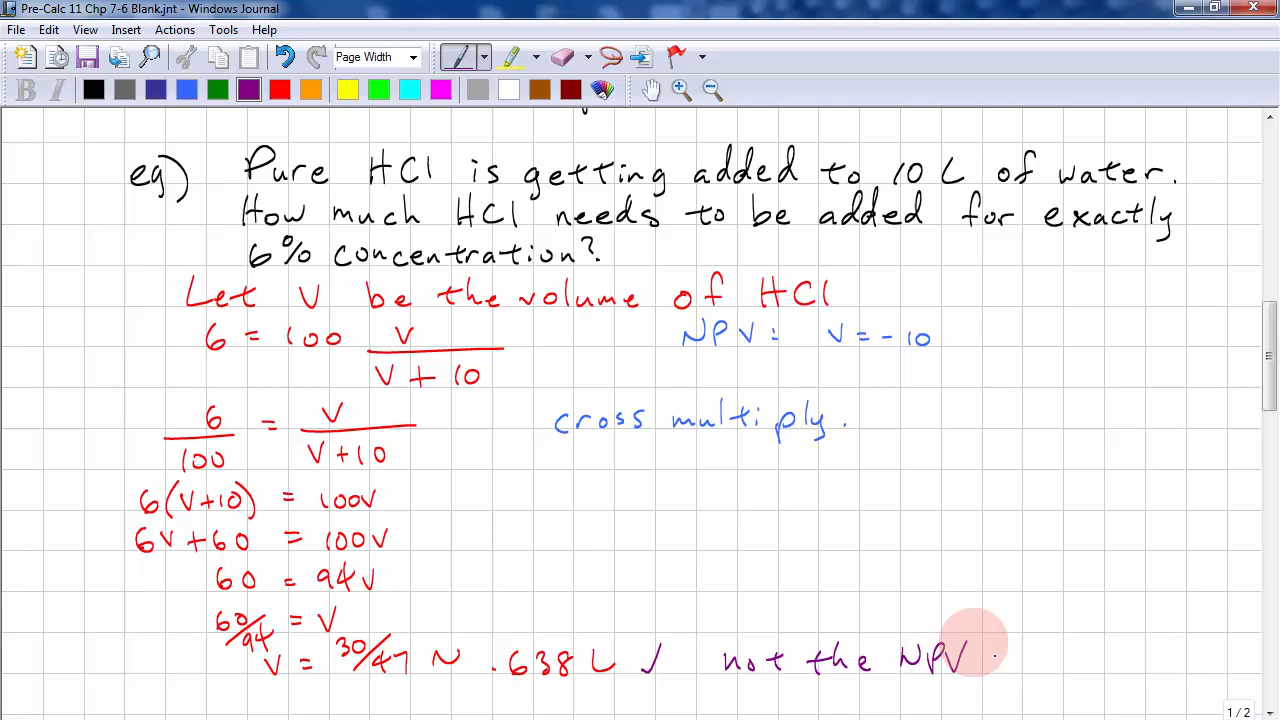 Pre-Calc 11 Chp 7-6 Blank.jnt - Windows Journal
File Edit View Insert Actions Tools Help
Page Width
B I
eg) Pure HCl is getting added to 10 L of water.
How much HCl needs to be added for exactly
6% concentration?
Let V be the volume of HCl
6 = 100 V / V + 10 NPV: V = -10
6/100 = V / V+10 cross multiply.
6(V+10) = 100V
6V + 60 = 100V
60 = 94V
60/94 = V
V = 30/47 ~ .638 L ✓ not the NPV .
1 / 2